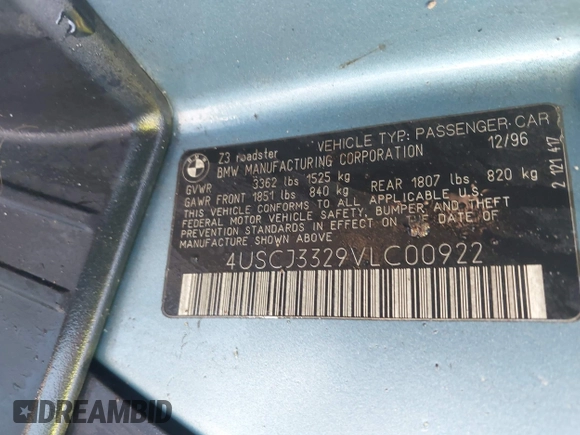 BMW
Z3 roadster VEHICLE TYP: PASSENGER CAR
BMW MANUFACTURING CORPORATION 12/96
GVWR 3362 lbs 1525 kg
GAWR FRONT 1851 lbs 840 kg REAR 1807 lbs. 820 kg
THIS VEHICLE CONFORMS TO ALL APPLICABLE U.S.
FEDERAL MOTOR VEHICLE SAFETY, BUMPER AND THEFT
PREVENTION STANDARDS IN EFFECT ON DATE OF
MANUFACTURE SHOWN ABOVE.
4USCJ3329VLC00922
2 121 417
DREAMBID